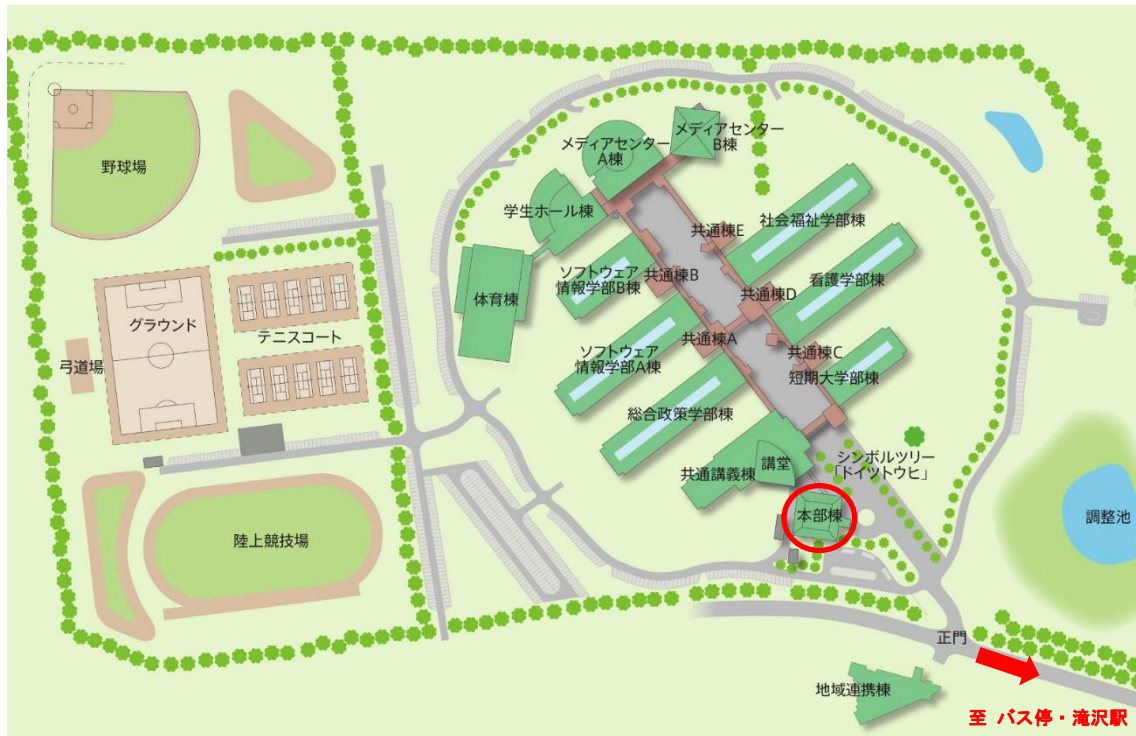 メディアセンター
B棟
メディアセンター
A棟
野球場
学生ホール棟
社会福祉学部棟
共通棟E
ソフトウェア
情報学部B棟
共通棟B
看護学部棟
体育棟
共通棟D
グラウンド
テニスコート
共通棟A
ソフトウェア
情報学部A棟
共通棟C
弓道場
短期大学部棟
総合政策学部棟
シンボルツリー
「ドイツトウヒ」
講堂
共通講義棟
本部棟
調整池
陸上競技場
正門
地域連携棟
至 バス停・滝沢駅